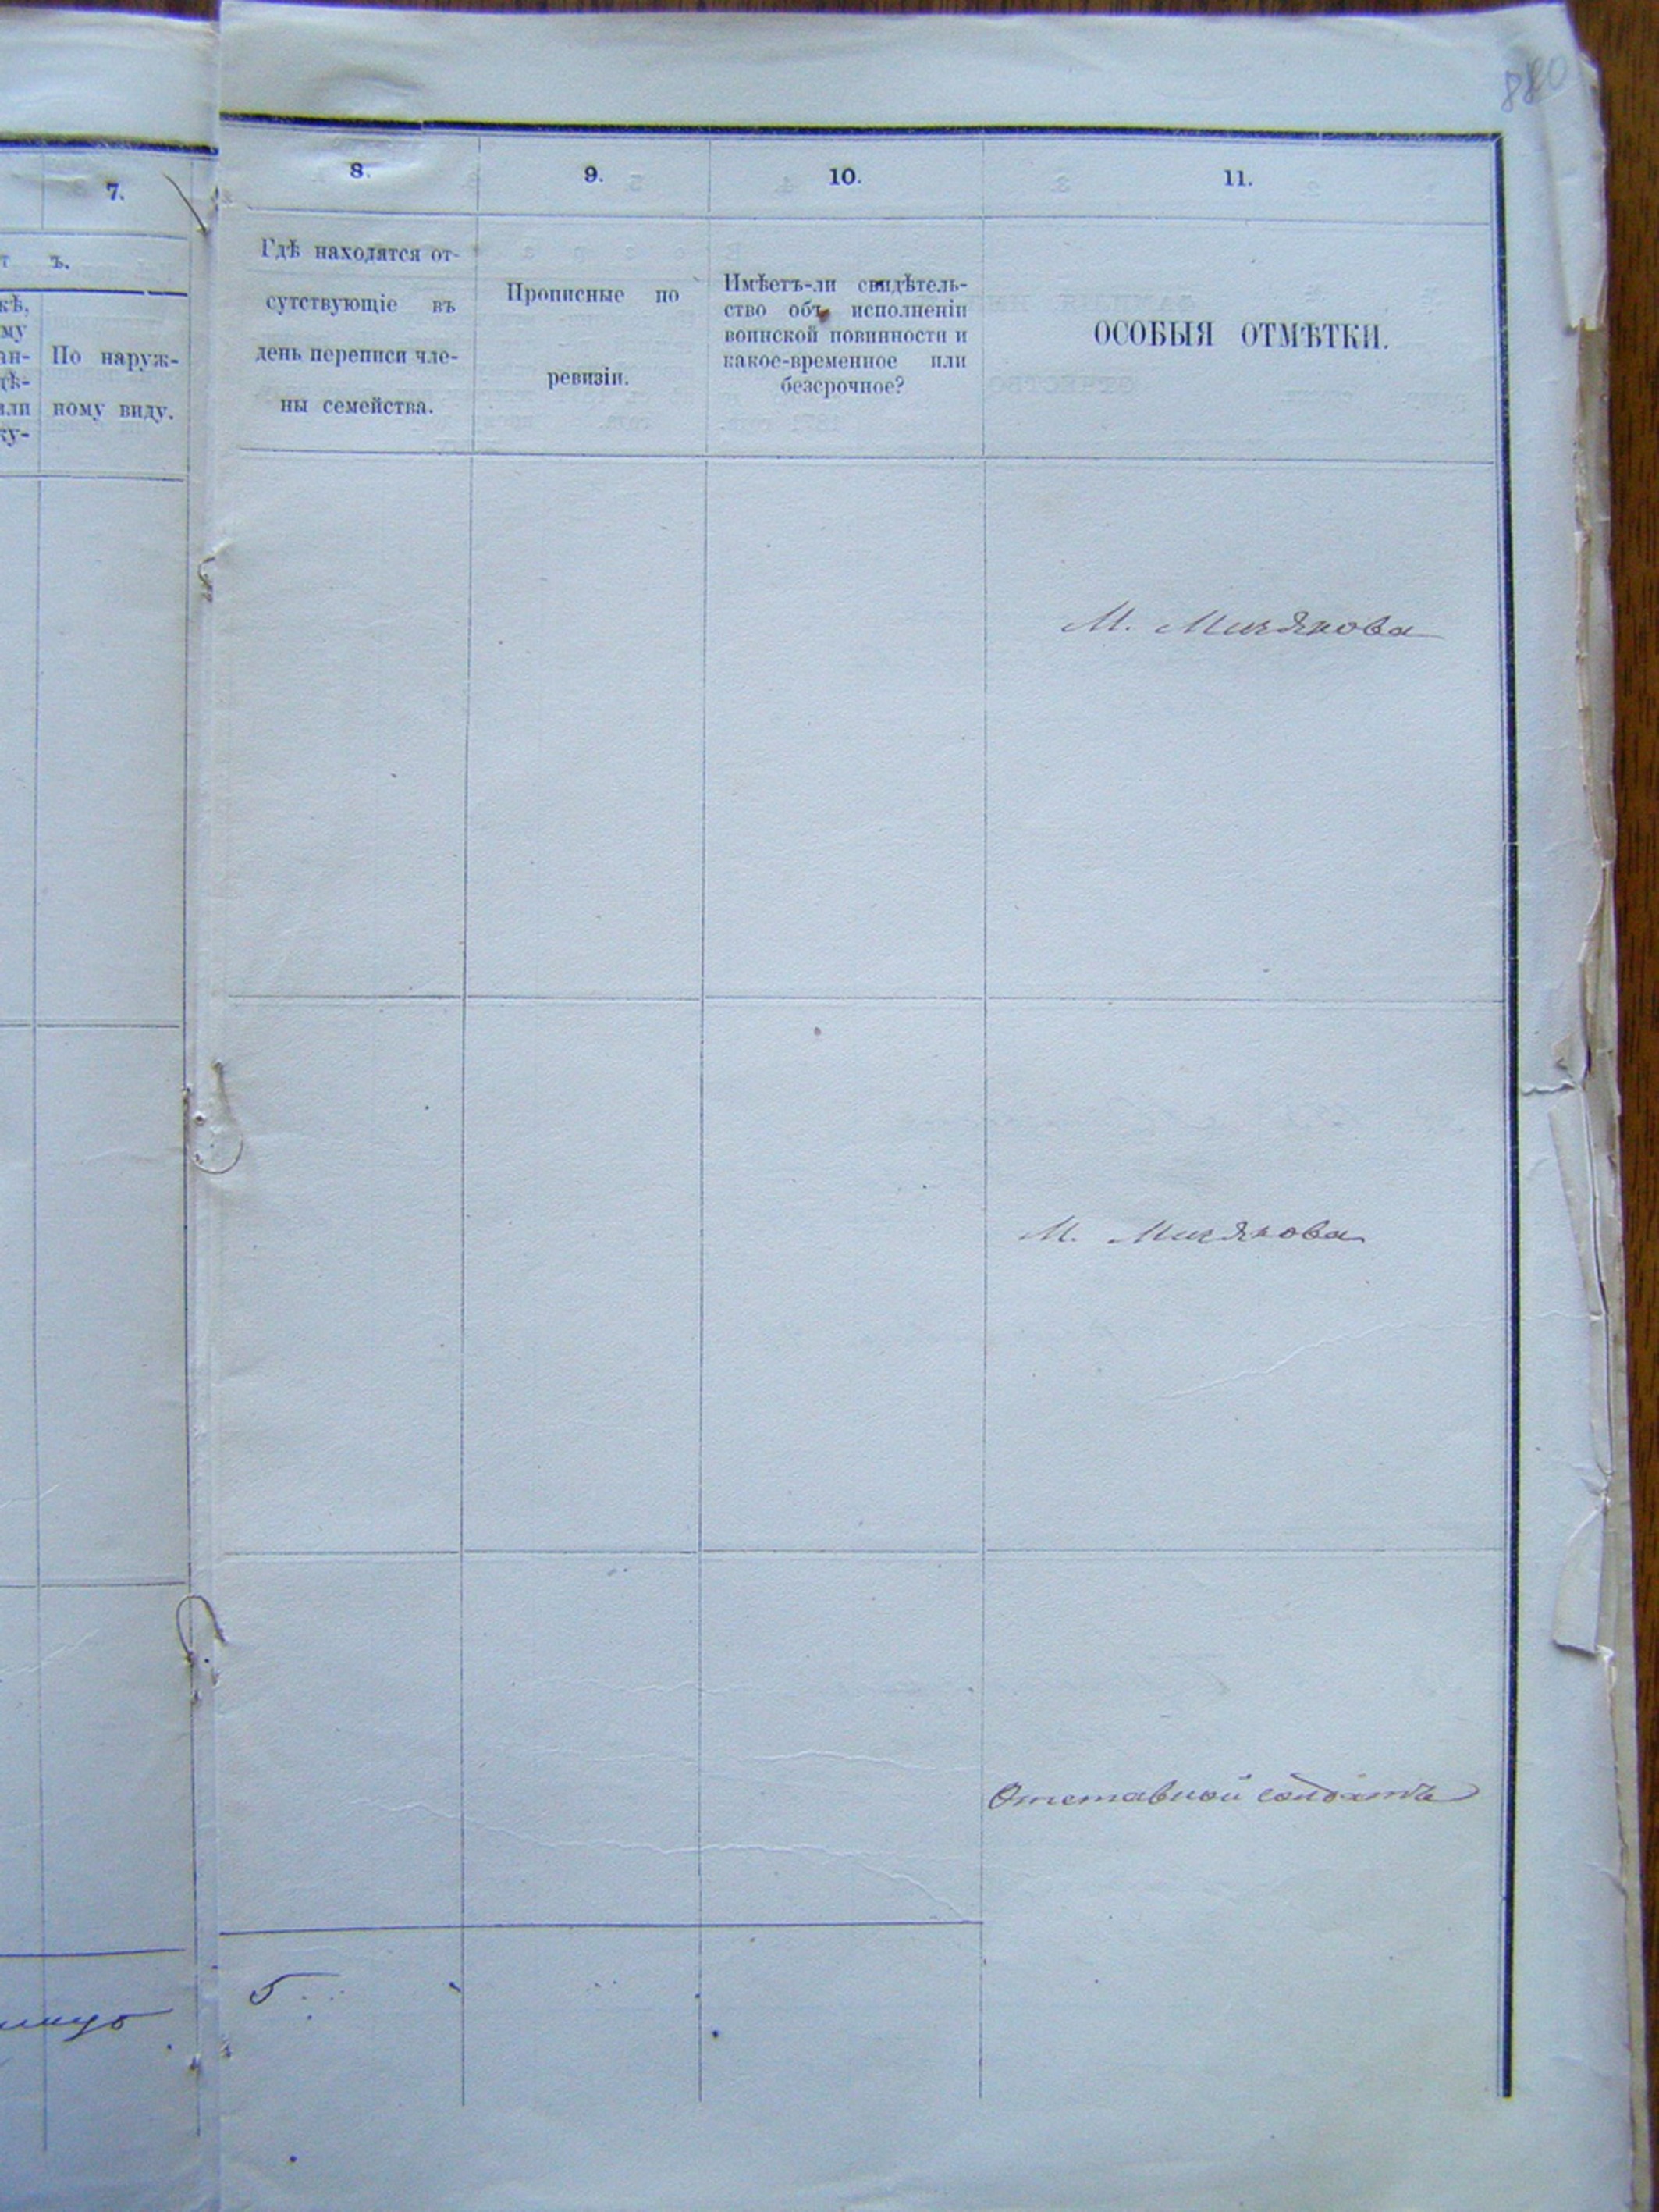 880
7.
8.
9.
10.
11.
ъ.
По наруж-
ному виду.
Гдѣ находятся от-
сутствующіе въ
день переписи чле-
ны семейства.
Прописные по
ревизіи.
Имѣетъ-ли свидѣтель-
ство объ исполненіи
воинской повинности и
какое-временное или
безсрочное?
ОСОБЫЯ ОТМѢТКИ.
М.
М.
Отставной солдатъ
5